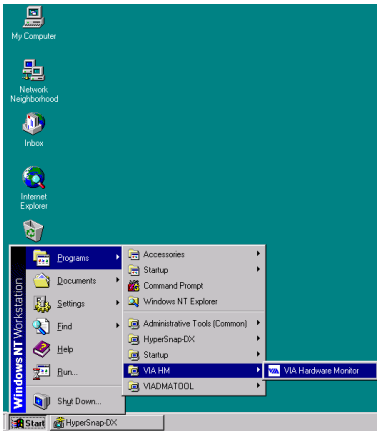 My Computer
Network
Neighborhood
Inbox
Internet
Explorer
Windows NT Workstation
Programs
Documents
Settings
Find
Help
Run...
Shut Down...
Accessories
Startup
Command Prompt
Windows NT Explorer
Administrative Tools (Common)
HyperSnap-DX
Startup
VIA HM
VIADMATOOL
VIA VIA Hardware Monitor
Start
HyperSnap-DX